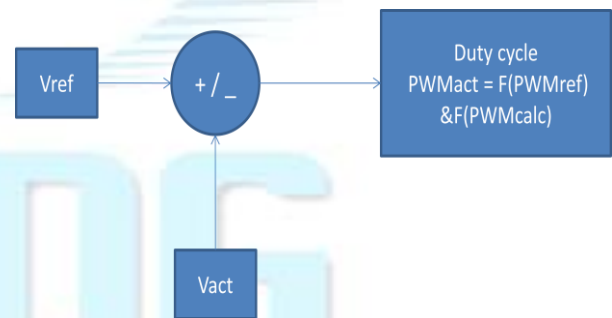 Vref
+ / _
Duty cycle
PWMact = F(PWMref)
&F(PWMcalc)
Vact